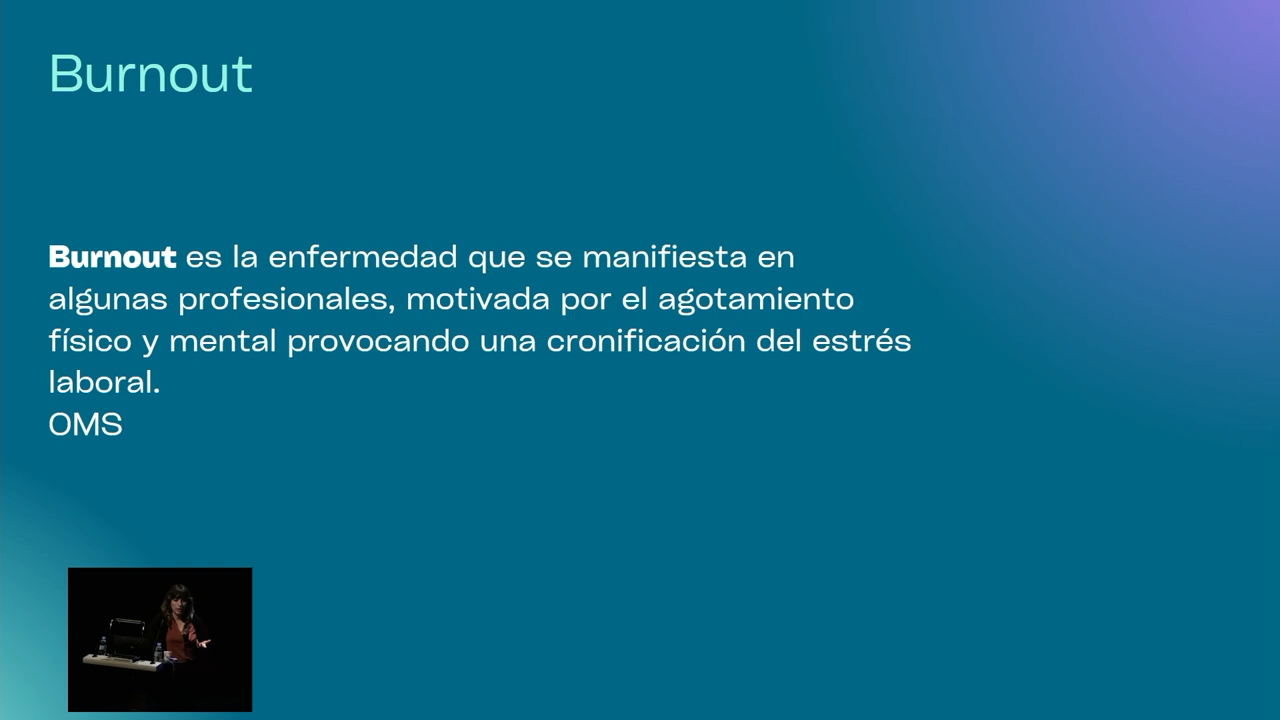 Burnout
Burnout es la enfermedad que se manifiesta en
algunas profesionales, motivada por el agotamiento
físico y mental provocando una cronificación del estrés
laboral.
OMS